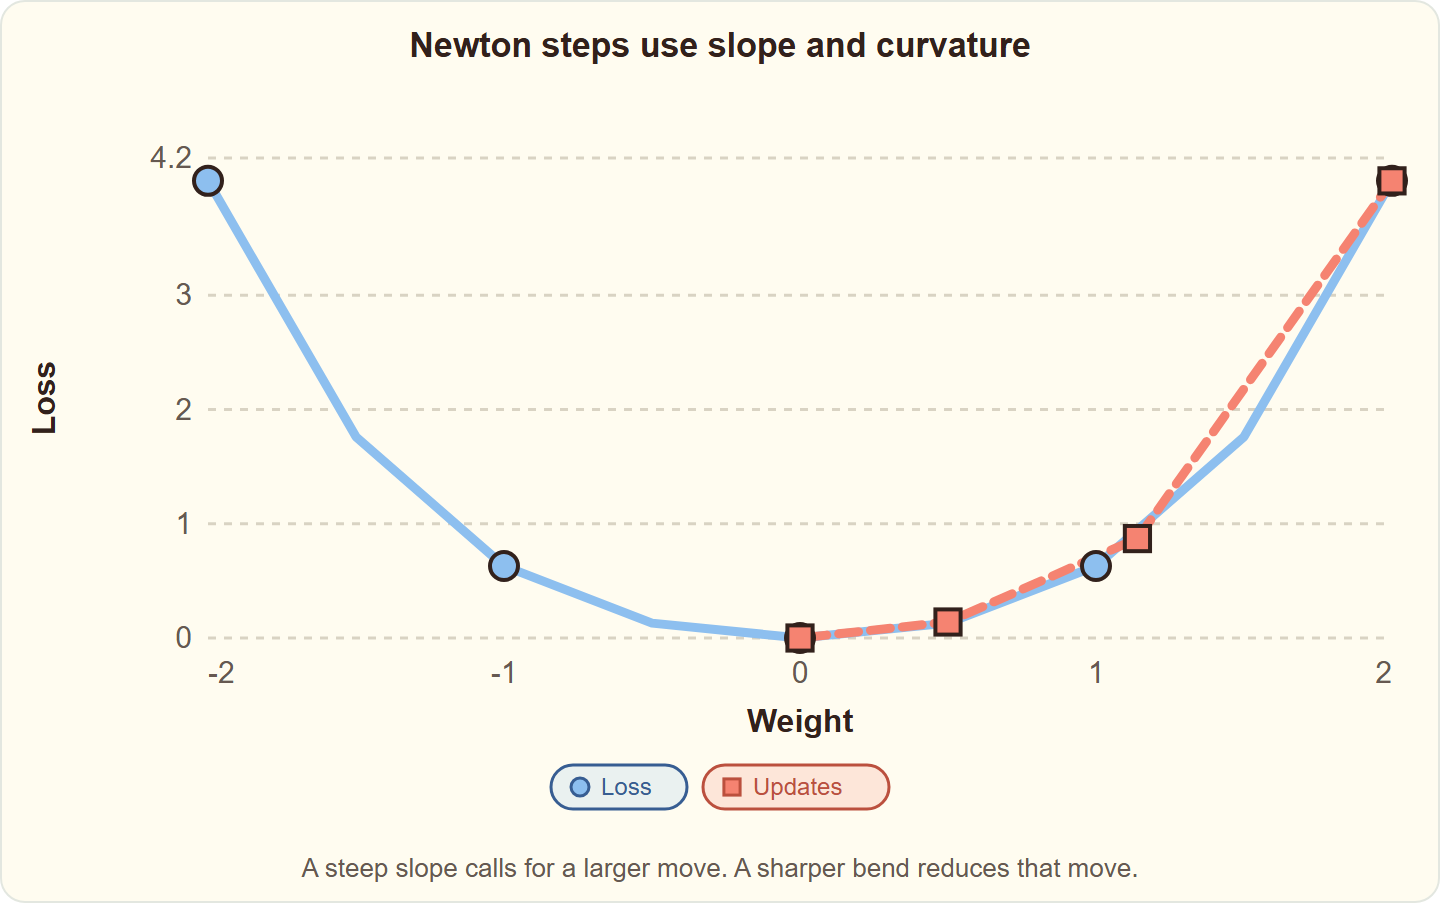 Newton steps use slope and curvature
4.2
3
2
1
0
Loss
-2 -1 0 1 2
Weight
Loss Updates
A steep slope calls for a larger move. A sharper bend reduces that move.